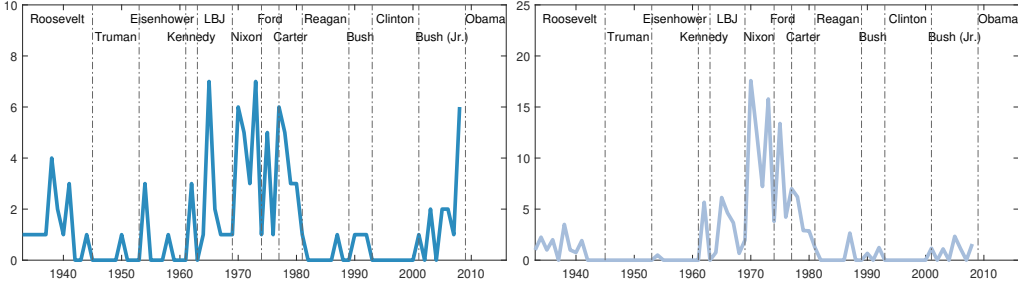 10
Roosevelt Eisenhower LBJ Ford Reagan Clinton Obama
Truman Kennedy Nixon Carter Bush Bush (Jr.)
8
6
4
2
0
1940 1950 1960 1970 1980 1990 2000 2010
25
Roosevelt Eisenhower LBJ Ford Reagan Clinton Obama
Truman Kennedy Nixon Carter Bush Bush (Jr.)
20
15
10
5
0
1940 1950 1960 1970 1980 1990 2000 2010